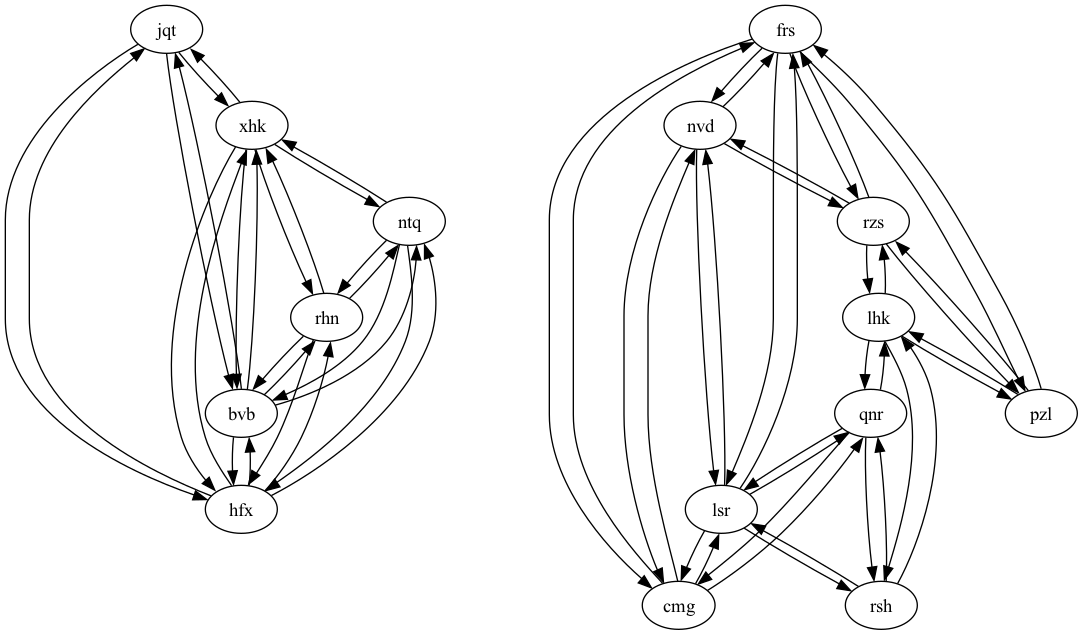 jqt
frs
xhk
nvd
ntq
rzs
rhn
lhk
bvb
qnr
pzl
hfx
lsr
cmg
rsh